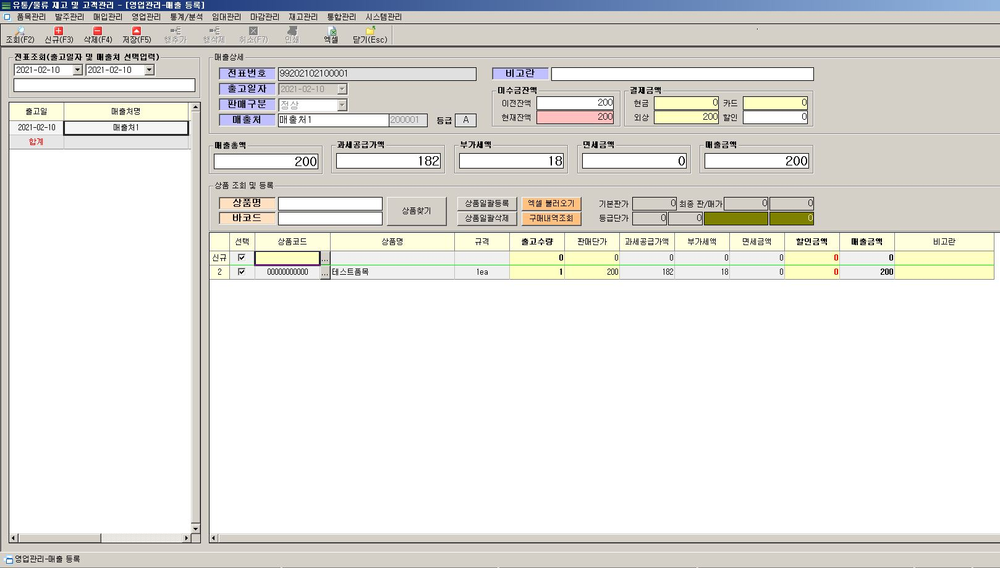 유통/물류 재고 및 고객관리 - [영업관리-매출 등록]
품목관리 발주관리 매입관리 영업관리 통계/분석 임대관리 마감관리 재고관리 통합관리 시스템관리
조회(F2) 신규(F3) 삭제(F4) 저장(F5) 행추가 행삭제 취소(F7) 인쇄 엑셀 닫기(Esc)
전표조회(출고일자 및 매출처 선택입력)
2021-02-10 2021-02-10
출고일 매출처명
2021-02-10 매출처1
합계
매출상세
전표번호 99202102100001 비고란
출고일자 2021-02-10
판매구분 정상
매출처 매출처1 200001 등급 A
미수금잔액
이전잔액 200
현재잔액 200
결제금액
현금 0 카드 0
외상 200 할인 0
매출총액 과세공급가액 부가세액 면세금액 매출금액
200 182 18 0 200
상품 조회 및 등록
상품명 상품찾기 상품일괄등록 엑셀 불러오기 기본판가 0 최종 판/매가 0 0
바코드 상품일괄삭제 구매내역조회 등급단가 0 0 0
선택 상품코드 상품명 규격 출고수량 판매단가 과세공급가액 부가세액 면세금액 할인금액 매출금액 비고란
신규 ... 0 0 0 0 0 0 0
2 00000000000 ... 테스트품목 1ea 1 200 182 18 0 0 200
영업관리-매출 등록